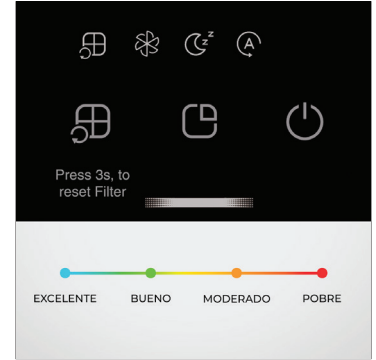 Press 3s, to
reset Filter
EXCELENTE BUENO MODERADO POBRE